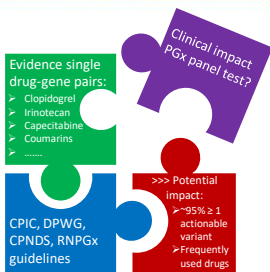 Clinical impact
PGx panel test?
Evidence single
drug-gene pairs:
➢ Clopidogrel
➢ Irinotecan
➢ Capecitabine
➢ Coumarins
➢ .......
>>> Potential
impact:
➢~95% ≥ 1
actionable
variant
➢Frequently
used drugs
CPIC, DPWG,
CPNDS, RNPGx
guidelines